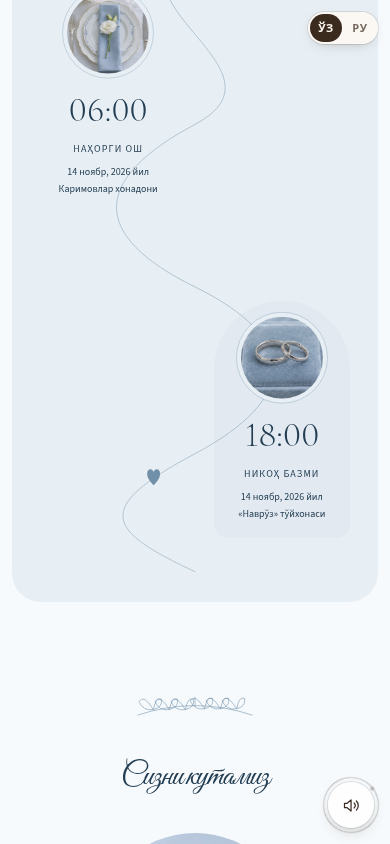 ЎЗ РУ
06:00
НАҲОРГИ ОШ
14 ноябр, 2026 йил
Каримовлар хонадони
18:00
НИКОҲ БАЗМИ
14 ноябр, 2026 йил
«Наврўз» тўйхонаси
Сизни кутамиз